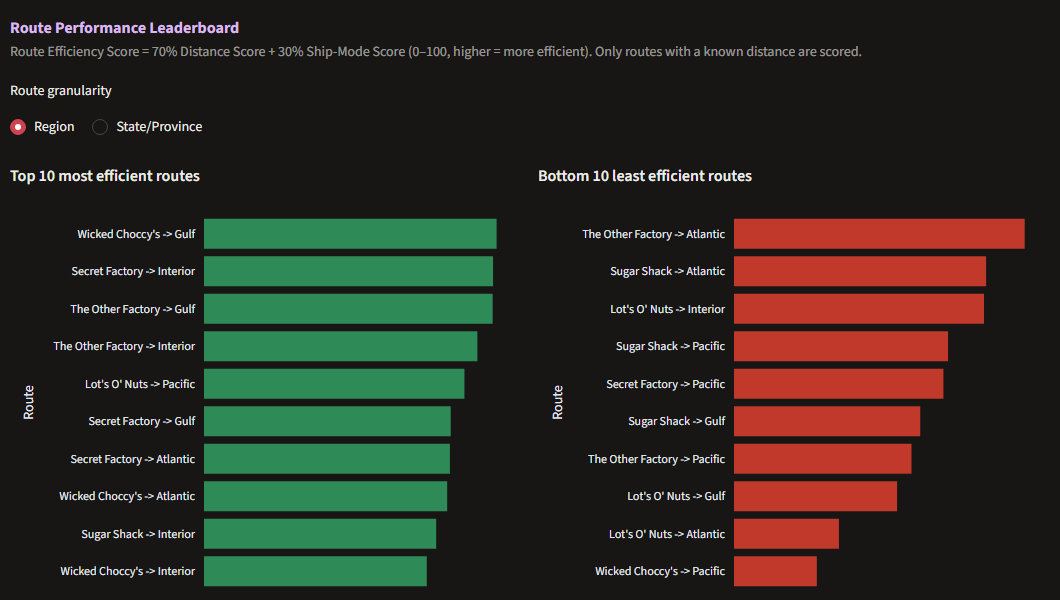 Route Performance Leaderboard
Route Efficiency Score = 70% Distance Score + 30% Ship-Mode Score (0–100, higher = more efficient). Only routes with a known distance are scored.
Route granularity
Region
State/Province
Top 10 most efficient routes
Route
Wicked Choccy's -> Gulf
Secret Factory -> Interior
The Other Factory -> Gulf
The Other Factory -> Interior
Lot's O' Nuts -> Pacific
Secret Factory -> Gulf
Secret Factory -> Atlantic
Wicked Choccy's -> Atlantic
Sugar Shack -> Interior
Wicked Choccy's -> Interior
Bottom 10 least efficient routes
Route
The Other Factory -> Atlantic
Sugar Shack -> Atlantic
Lot's O' Nuts -> Interior
Sugar Shack -> Pacific
Secret Factory -> Pacific
Sugar Shack -> Gulf
The Other Factory -> Pacific
Lot's O' Nuts -> Gulf
Lot's O' Nuts -> Atlantic
Wicked Choccy's -> Pacific